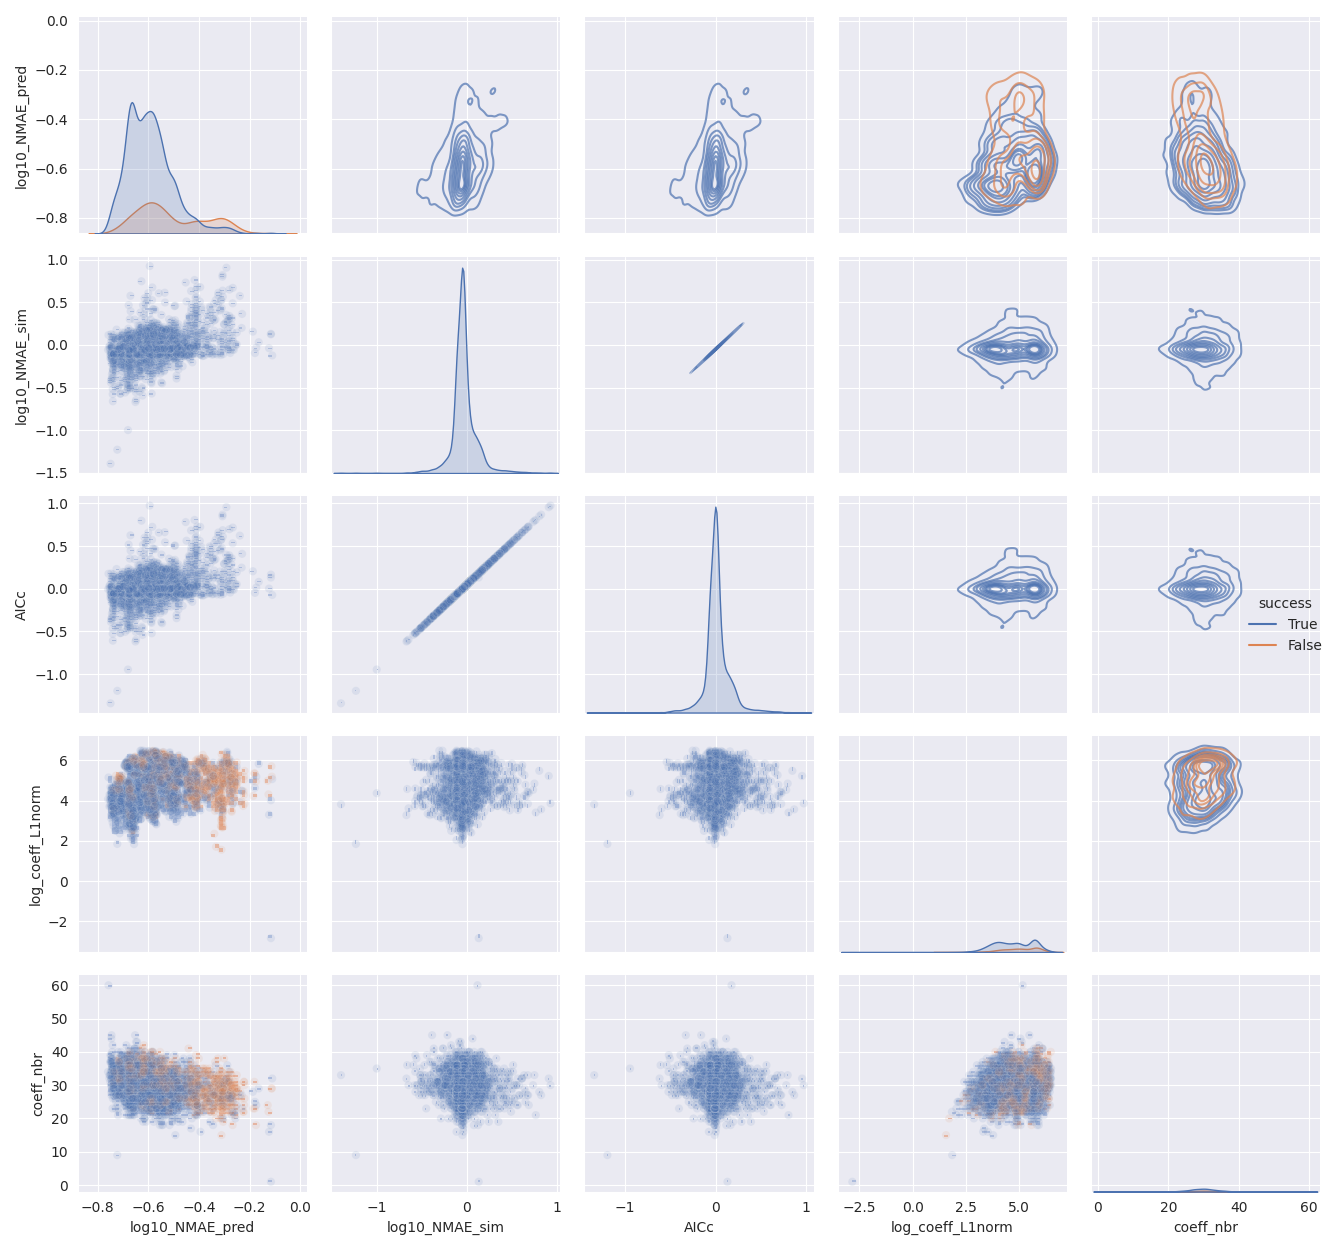 0.0
−0.2
−0.4
−0.6
−0.8
log10_NMAE_pred
1.0
0.5
0.0
−0.5
−1.0
−1.5
log10_NMAE_sim
1.0
0.5
0.0
−0.5
−1.0
AICc
success
True
False
6
4
2
0
−2
log_coeff_L1norm
60
50
40
30
20
10
0
coeff_nbr
−0.8 −0.6 −0.4 −0.2 0.0
−1 0 1
−1 0 1
−2.5 0.0 2.5 5.0
0 20 40 60
log10_NMAE_pred
log10_NMAE_sim
AICc
log_coeff_L1norm
coeff_nbr